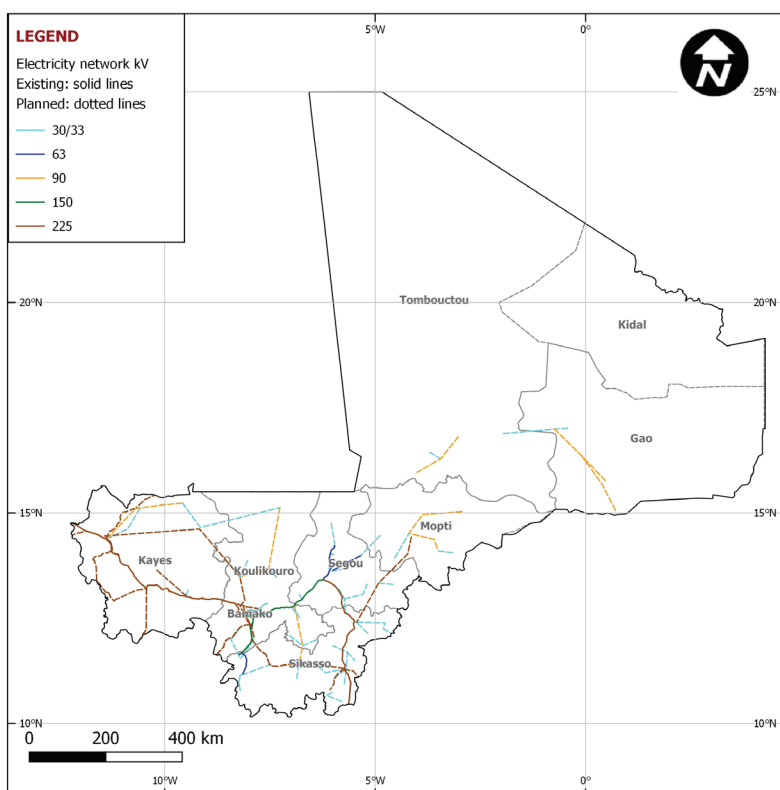 5°W
0°
LEGEND
Electricity network kV
Existing: solid lines
Planned: dotted lines
30/33
63
90
150
225
N
25°N
Tombouctou
20°N
20°N
Kidal
Gao
15°N
15°N
Mopti
Kayes
Koulikouro
Segou
Bamako
Sikasso
10°N
10°N
0
200
400 km
10°W
5°W
0°